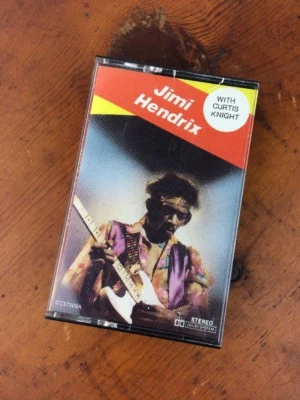 Jimi
Hendrix
WITH
CURTIS
KNIGHT
STEREO